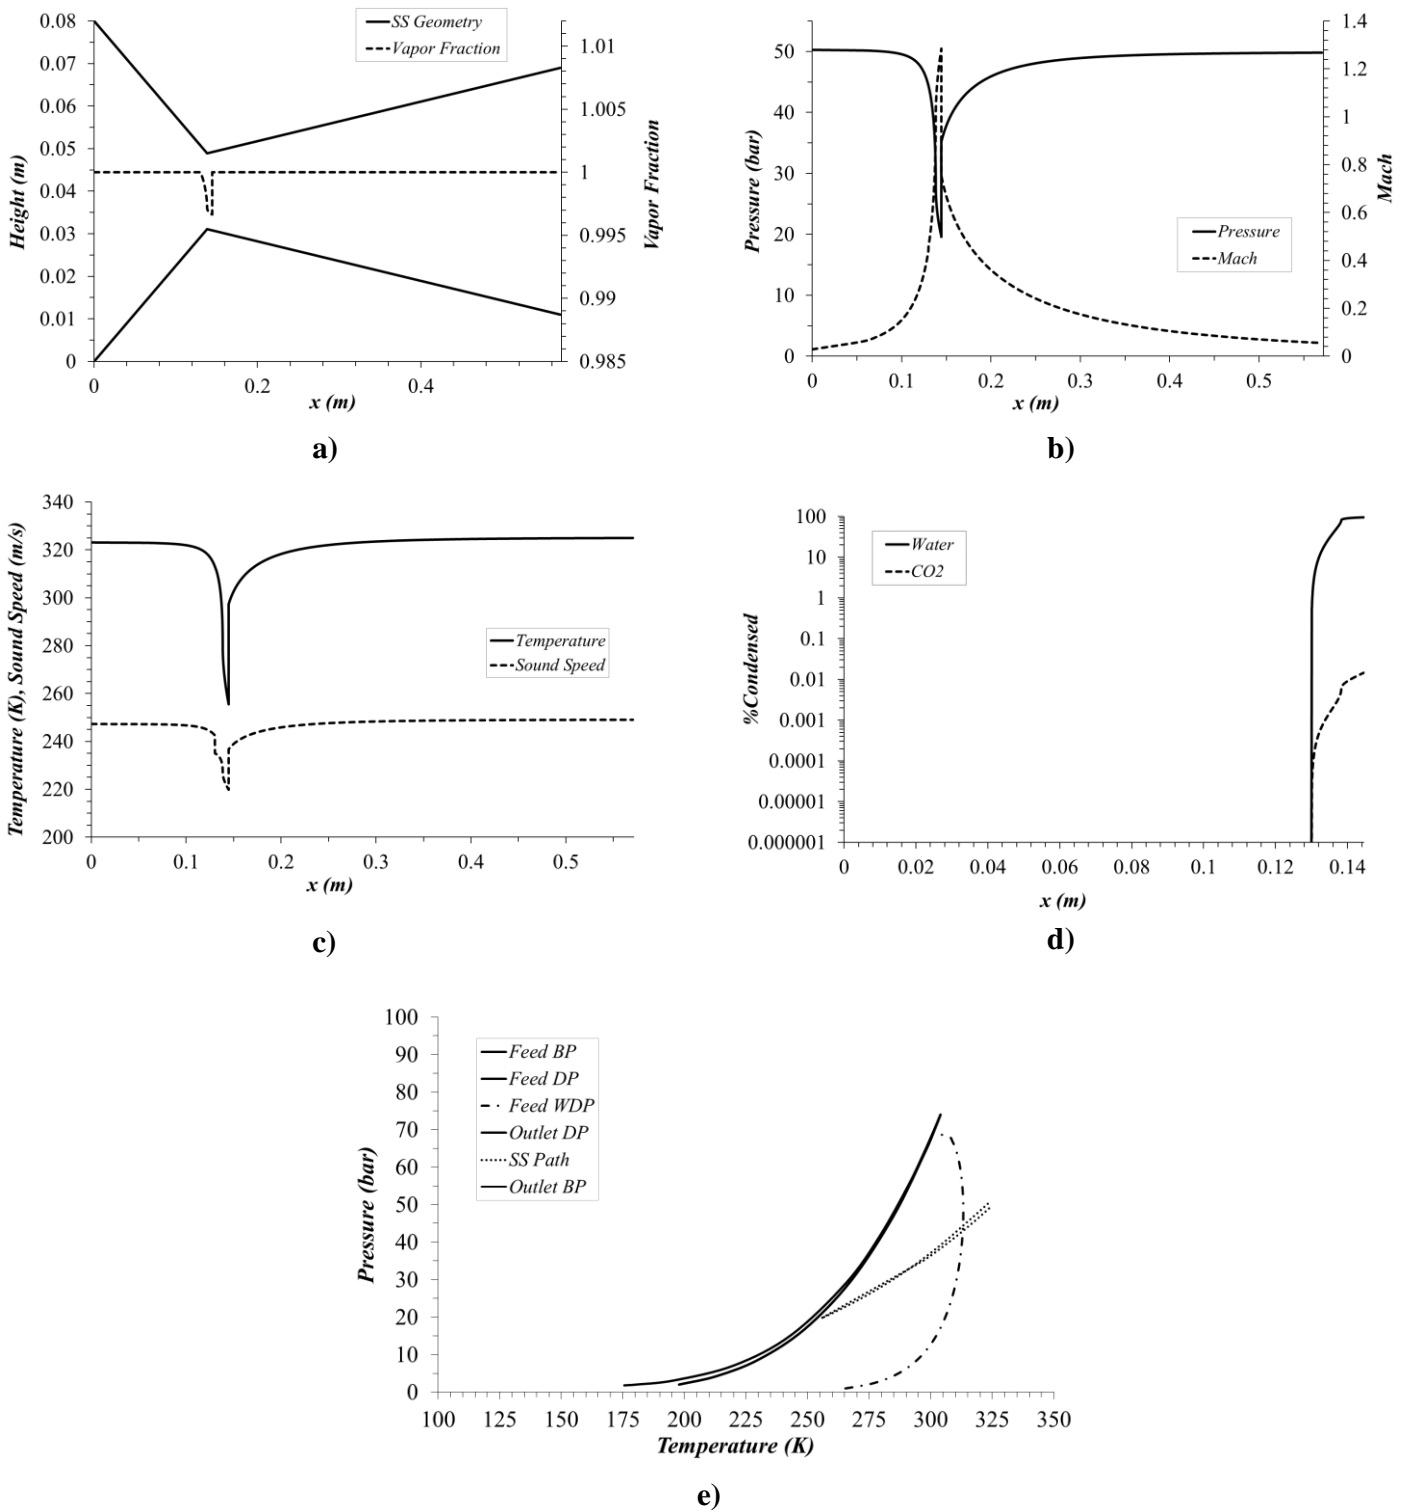 0.08
0.07
0.06
0.05
0.04
0.03
0.02
0.01
0
Height (m)
SS Geometry
Vapor Fraction
1.01
1.005
1
0.995
0.99
0.985
Vapor Fraction
0 0.2 0.4
x (m)
a)
50
40
30
20
10
0
Pressure (bar)
Pressure
Mach
1.4
1.2
1
0.8
0.6
0.4
0.2
0
Mach
0 0.1 0.2 0.3 0.4 0.5
x (m)
b)
340
320
300
280
260
240
220
200
Temperature (K), Sound Speed (m/s)
Temperature
Sound Speed
0 0.1 0.2 0.3 0.4 0.5
x (m)
c)
100
10
1
0.1
0.01
0.001
0.0001
0.00001
0.000001
%Condensed
Water
CO2
0 0.02 0.04 0.06 0.08 0.1 0.12 0.14
x (m)
d)
100
90
80
70
60
50
40
30
20
10
0
Pressure (bar)
Feed BP
Feed DP
Feed WDP
Outlet DP
SS Path
Outlet BP
100 125 150 175 200 225 250 275 300 325 350
Temperature (K)
e)